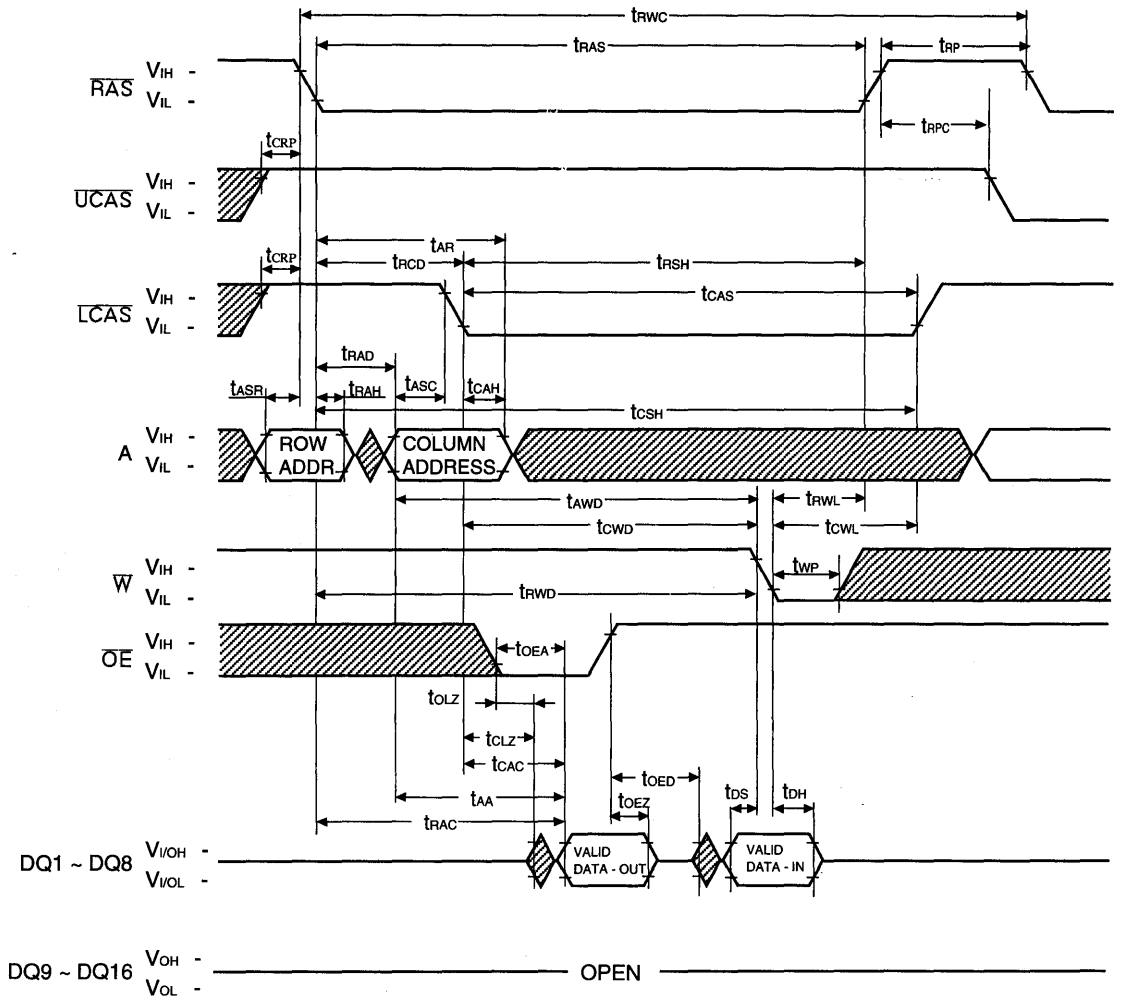 tRWC
tRAS
tRP
RAS
VIH -
VIL -
tRPC
tCRP
UCAS
VIH -
VIL -
tAR
tCRP
tRCD
tRSH
LCAS
VIH -
VIL -
tCAS
tRAD
tASR
tRAH
tASC
tCAH
tCSH
A
VIH -
VIL -
ROW ADDR
COLUMN ADDRESS
tAWD
tRWL
tCWD
tCWL
W
VIH -
VIL -
tWP
tRWD
OE
VIH -
VIL -
tOEA
tOLZ
tCLZ
tCAC
tOED
tAA
tOEZ
tDS
tDH
tRAC
DQ1 ~ DQ8
VI/OH -
VI/OL -
VALID DATA - OUT
VALID DATA - IN
DQ9 ~ DQ16
VOH -
VOL -
OPEN